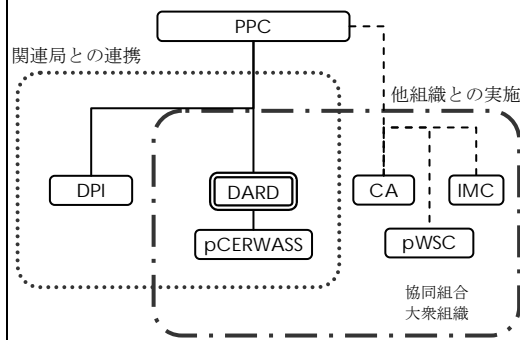 PPC
関連局との連携
他組織との実施
DPI
DARD
CA
IMC
pCERWASS
pWSC
協同組合
大衆組織